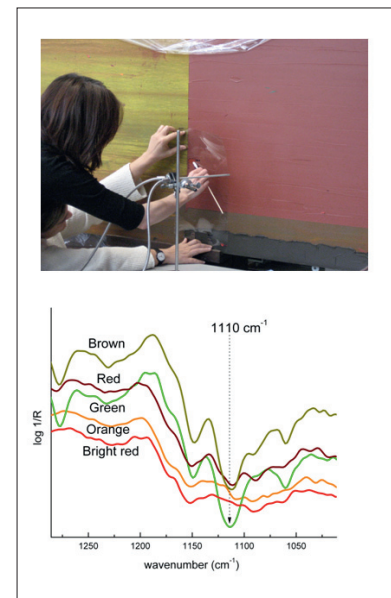 1110 cm⁻¹
Brown
Red
Green
Orange
Bright red
log 1/R
1250
1200
1150
1100
1050
wavenumber (cm⁻¹)